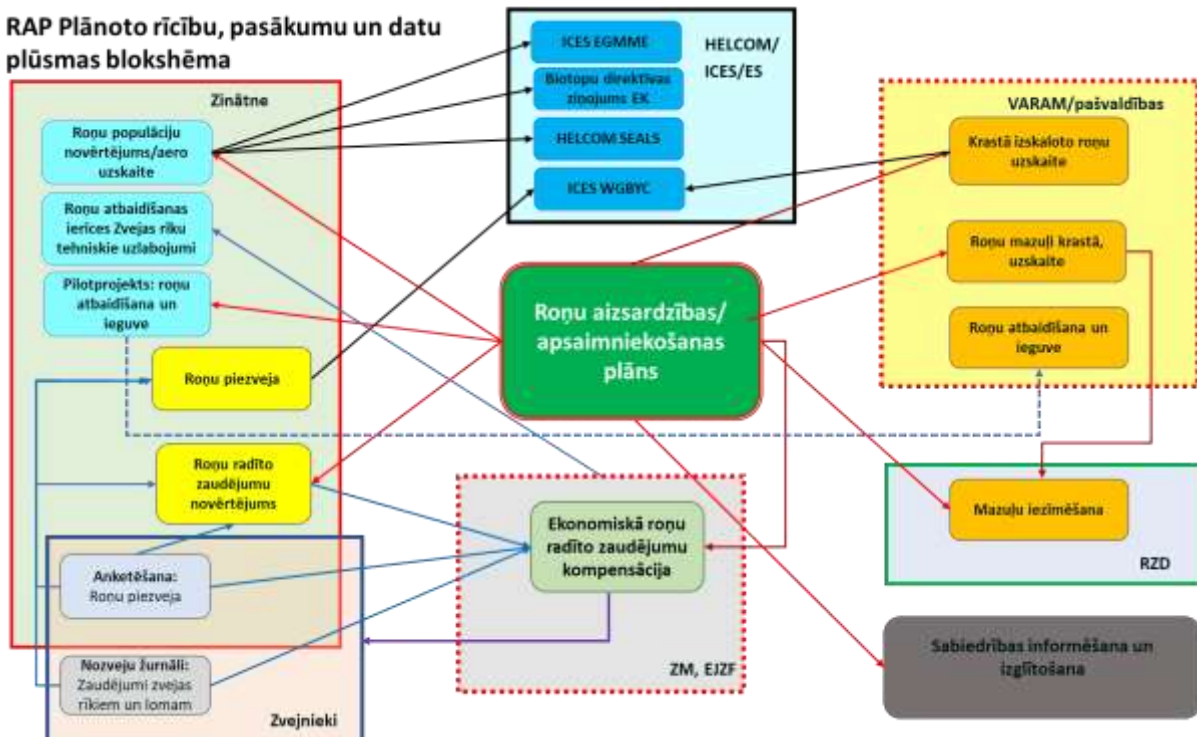 RAP Plānoto rīcību, pasākumu un datu
plūsmas blokshēma
Zinātne
Roņu populāciju
novērtējums/aero
uzskaite
Roņu atbaidīšanas
ierīces Zvejas rīku
tehniskie uzlabojumi
Pilotprojekts: roņu
atbaidīšana un
ieguve
Roņu piezveja
Roņu radīto
zaudējumu
novērtējums
Anketēšana:
Roņu piezveja
Nozveju žurnāli:
Zaudējumi zvejas
rīkiem un lomam
Zvejnieki
ICES EGMME
Biotopu direktīvas
ziņojums EK
HELCOM SEALS
ICES WGBYC
HELCOM/
ICES/ES
Roņu aizsardzības/
apsaimniekošanas
plāns
Ekonomiskā roņu
radīto zaudējumu
kompensācija
ZM, EJZF
VARAM/pašvaldības
Krastā izskaloto roņu
uzskaite
Roņu mazuļi krastā,
uzskaite
Roņu atbaidīšana un
ieguve
Mazuļu iezīmēšana
RZD
Sabiedrības informēšana un
izglītošana